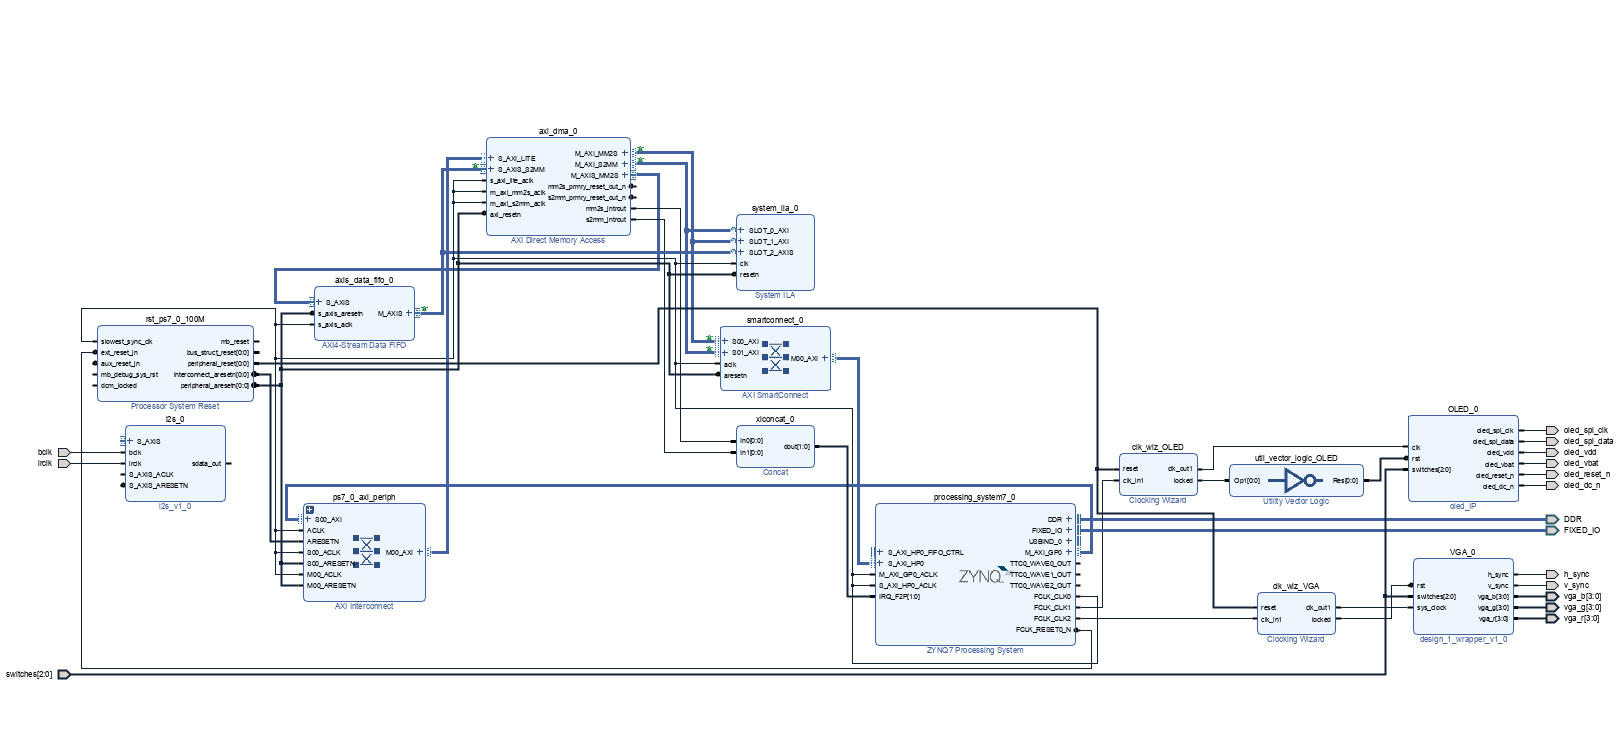 axi_dma_0
S_AXI_LITE
S_AXIS_S2MM
s_axi_lite_aclk
m_axi_mm2s_aclk
m_axi_s2mm_aclk
axi_resetn
M_AXI_MM2S
M_AXI_S2MM
M_AXIS_MM2S
mm2s_prmry_reset_out_n
s2mm_prmry_reset_out_n
mm2s_introut
s2mm_introut
AXI Direct Memory Access
system_ila_0
SLOT_0_AXI
SLOT_1_AXI
SLOT_2_AXIS
clk
resetn
System ILA
axis_data_fifo_0
S_AXIS
s_axis_aresetn
s_axis_aclk
M_AXIS
AXI4-Stream Data FIFO
rst_ps7_0_100M
slowest_sync_clk
ext_reset_in
aux_reset_in
mb_debug_sys_rst
dcm_locked
mb_reset
bus_struct_reset[0:0]
peripheral_reset[0:0]
interconnect_aresetn[0:0]
peripheral_aresetn[0:0]
Processor System Reset
smartconnect_0
S00_AXI
S01_AXI
aclk
aresetn
M00_AXI
AXI SmartConnect
i2s_0
S_AXIS
bclk
lrclk
S_AXIS_ACLK
S_AXIS_ARESETN
sdata_out
i2s_v1_0
bclk
lrclk
xlconcat_0
In0[0:0]
In1[0:0]
dout[1:0]
Concat
ps7_0_axi_periph
S00_AXI
ACLK
ARESETN
S00_ACLK
S00_ARESETN
M00_ACLK
M00_ARESETN
M00_AXI
AXI Interconnect
processing_system7_0
S_AXI_HP0_FIFO_CTRL
S_AXI_HP0
M_AXI_GP0_ACLK
S_AXI_HP0_ACLK
IRQ_F2P[1:0]
ZYNQ
DDR
FIXED_IO
USBIND_0
M_AXI_GP0
TTC0_WAVE0_OUT
TTC0_WAVE1_OUT
TTC0_WAVE2_OUT
FCLK_CLK0
FCLK_CLK1
FCLK_CLK2
FCLK_RESET0_N
ZYNQ7 Processing System
clk_wiz_OLED
reset
clk_in1
clk_out1
locked
Clocking Wizard
util_vector_logic_OLED
Op1[0:0]
Res[0:0]
Utility Vector Logic
OLED_0
clk
rst
switches[2:0]
oled_spi_clk
oled_spi_data
oled_vdd
oled_vbat
oled_reset_n
oled_dc_n
oled_IP
oled_spi_clk
oled_spi_data
oled_vdd
oled_vbat
oled_reset_n
oled_dc_n
DDR
FIXED_IO
clk_wiz_VGA
reset
clk_in1
clk_out1
locked
Clocking Wizard
VGA_0
rst
switches[2:0]
sys_clock
h_sync
v_sync
vga_b[3:0]
vga_g[3:0]
vga_r[3:0]
design_1_wrapper_v1_0
h_sync
v_sync
vga_b[3:0]
vga_g[3:0]
vga_r[3:0]
switches[2:0]